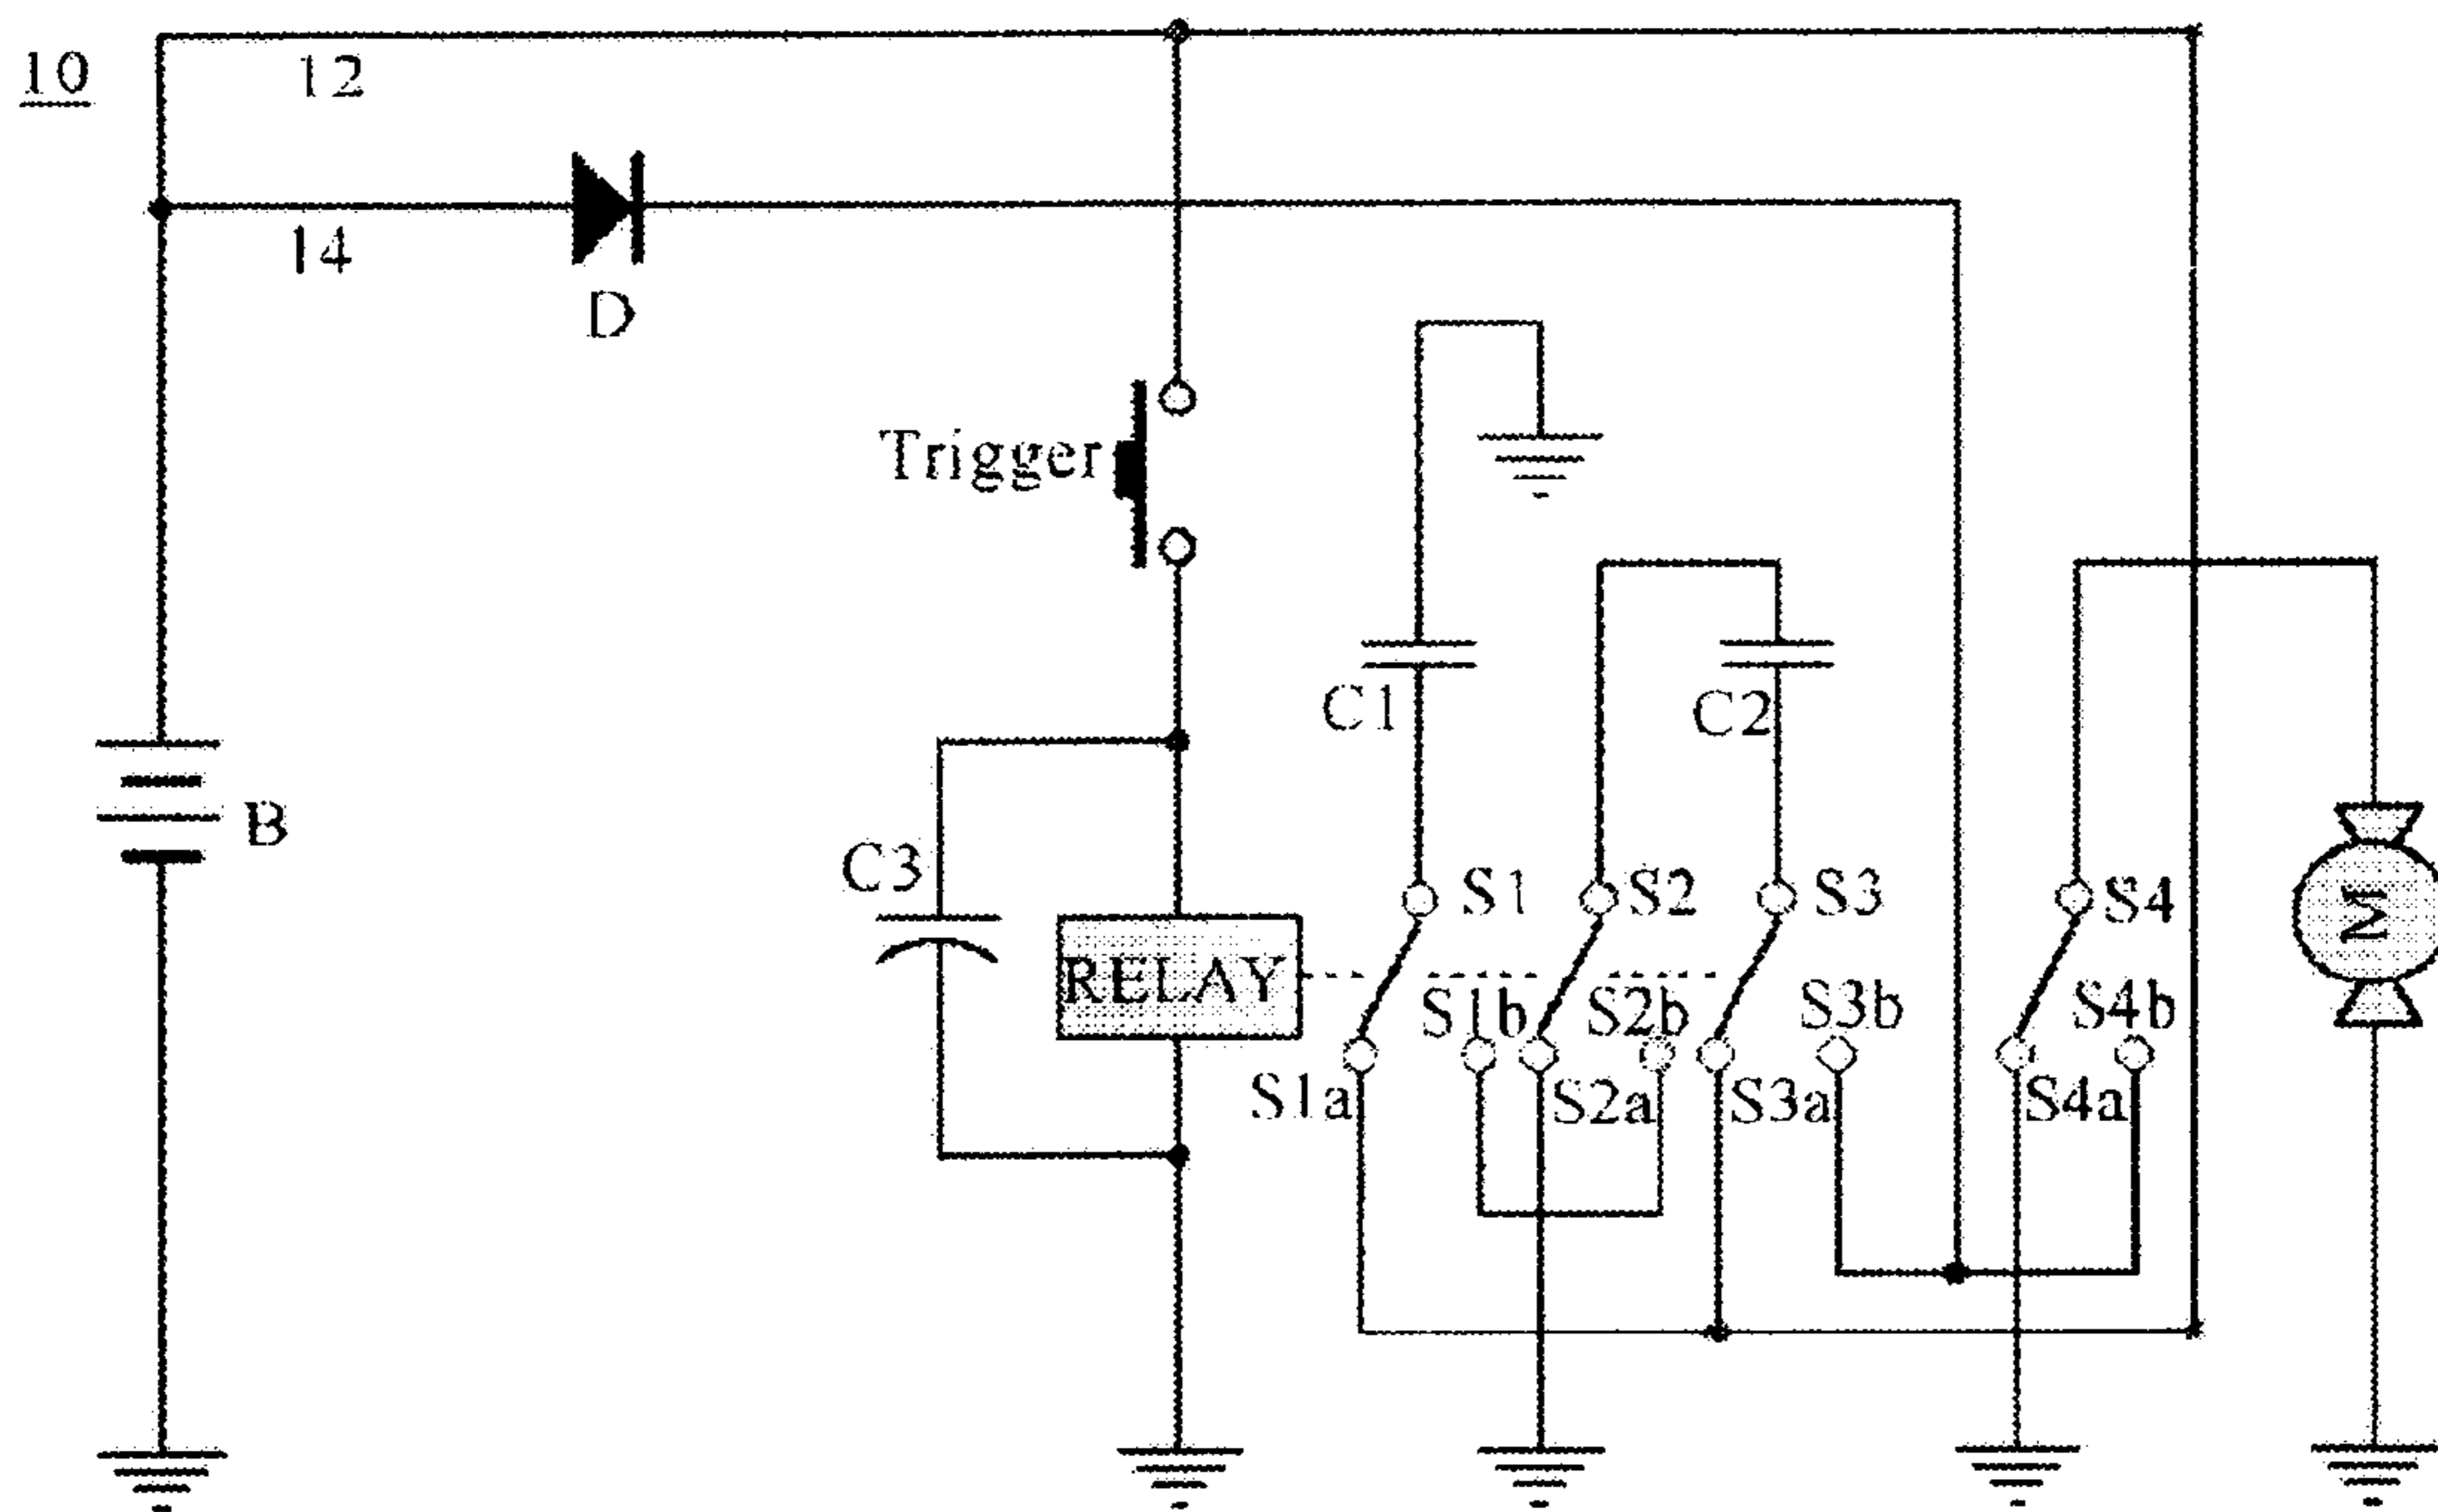 10
12
14
D
Trigger
C1
C2
B
C3
S1
S2
S3
S4
RELAY
S1b
S2b
S3b
S4b
S1a
S2a
S3a
S4a
M